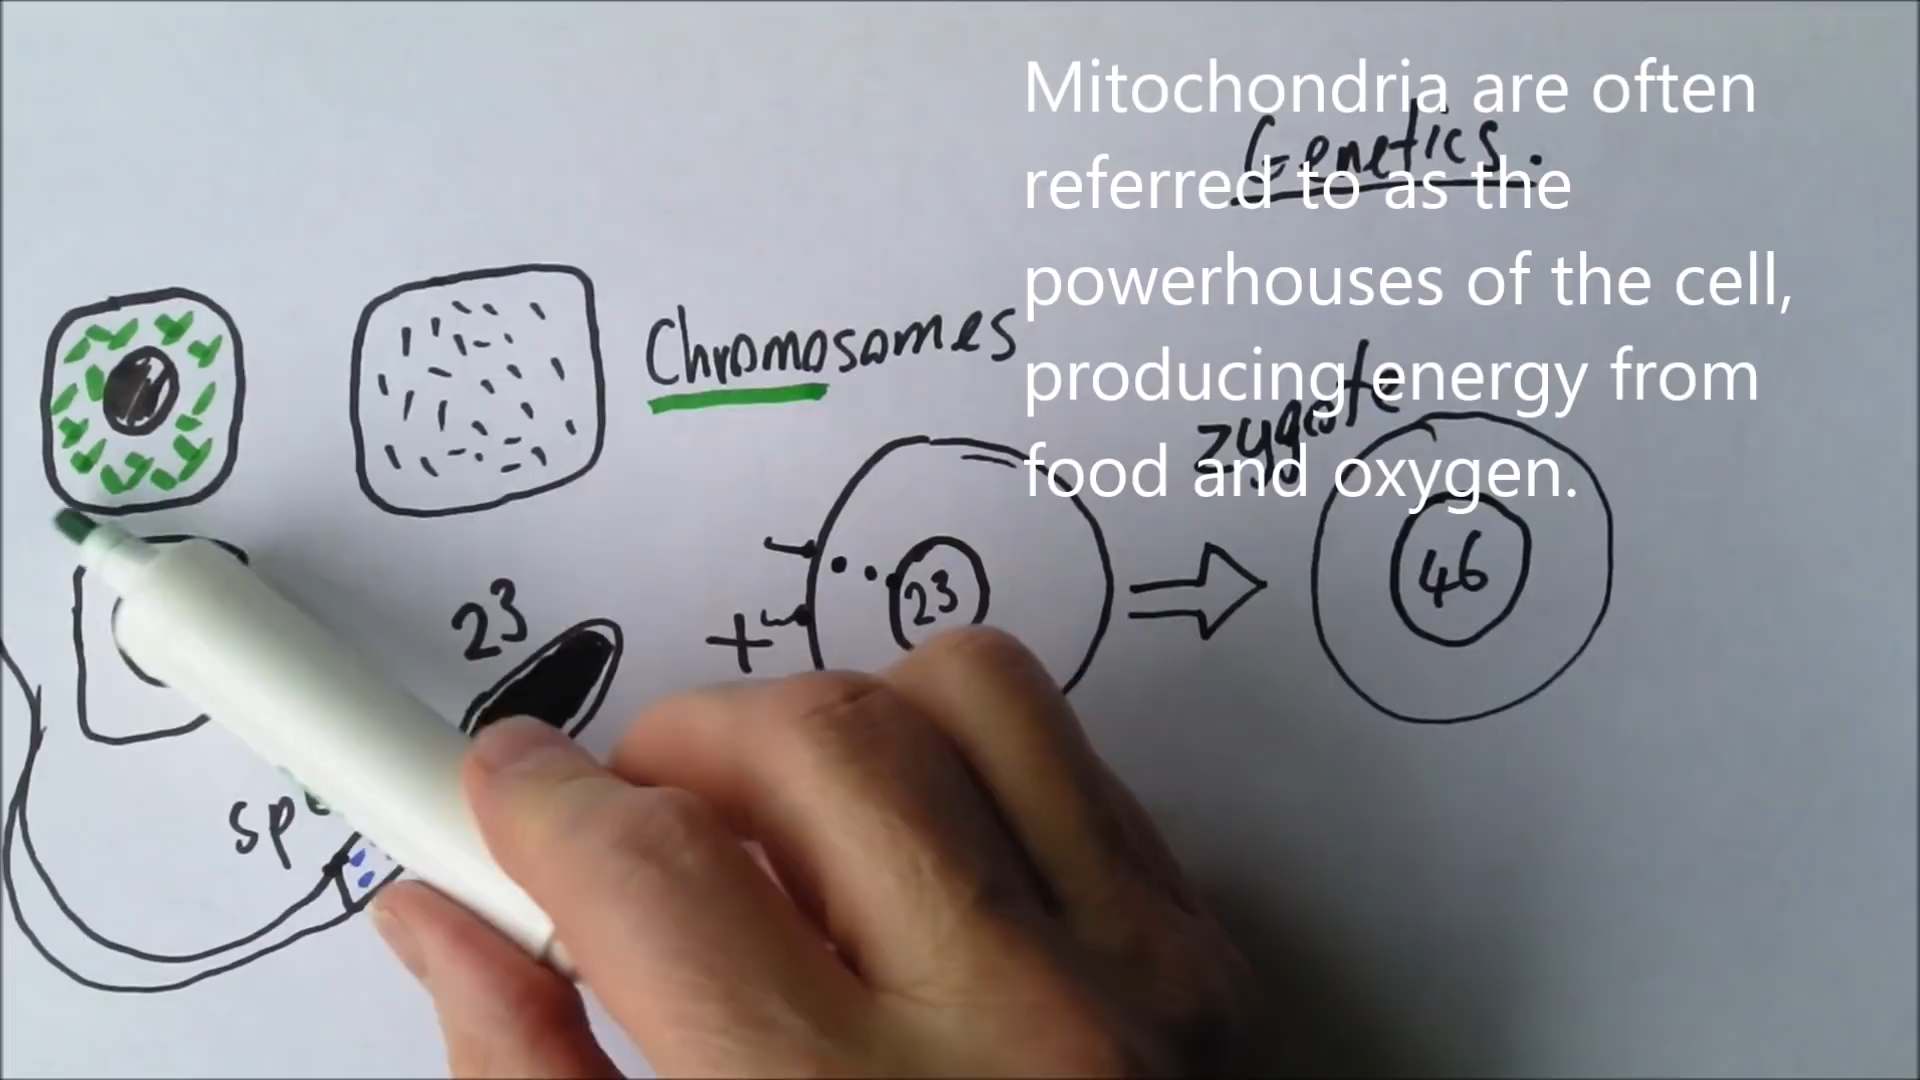 Mitochondria are often
referred to as the
powerhouses of the cell,
producing energy from
food and oxygen.
Genetics.
Chromosomes
zygote
23
+
23
46